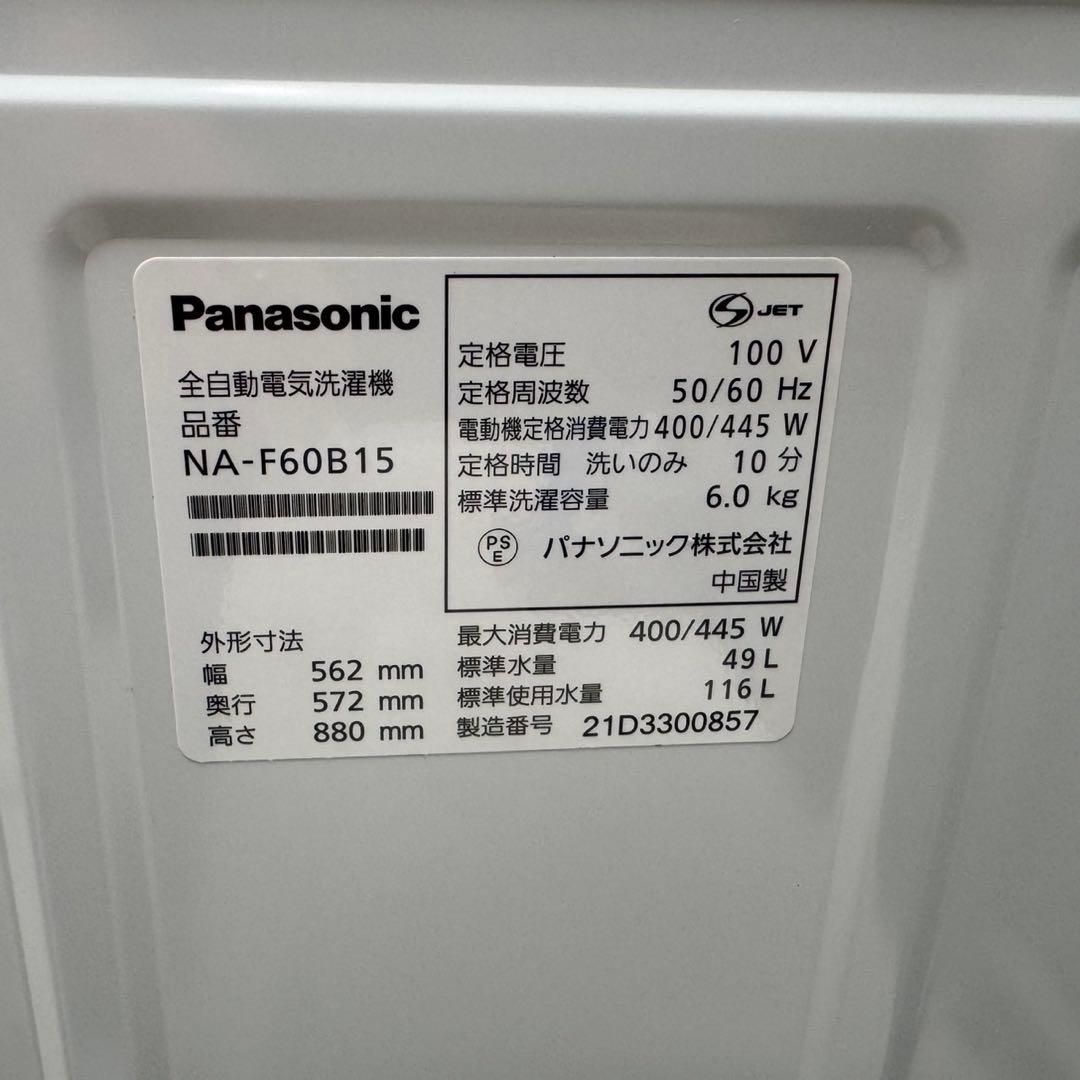 Panasonic
全自動電気洗濯機
品番
NA-F60B15
外形寸法
幅 562 mm
奥行 572 mm
高さ 880 mm
S JET
定格電圧 100 V
定格周波数 50/60 Hz
電動機定格消費電力 400/445 W
定格時間 洗いのみ 10 分
標準洗濯容量 6.0 kg
PS
E
パナソニック株式会社
中国製
最大消費電力 400/445 W
標準水量 49 L
標準使用水量 116 L
製造番号 21D3300857